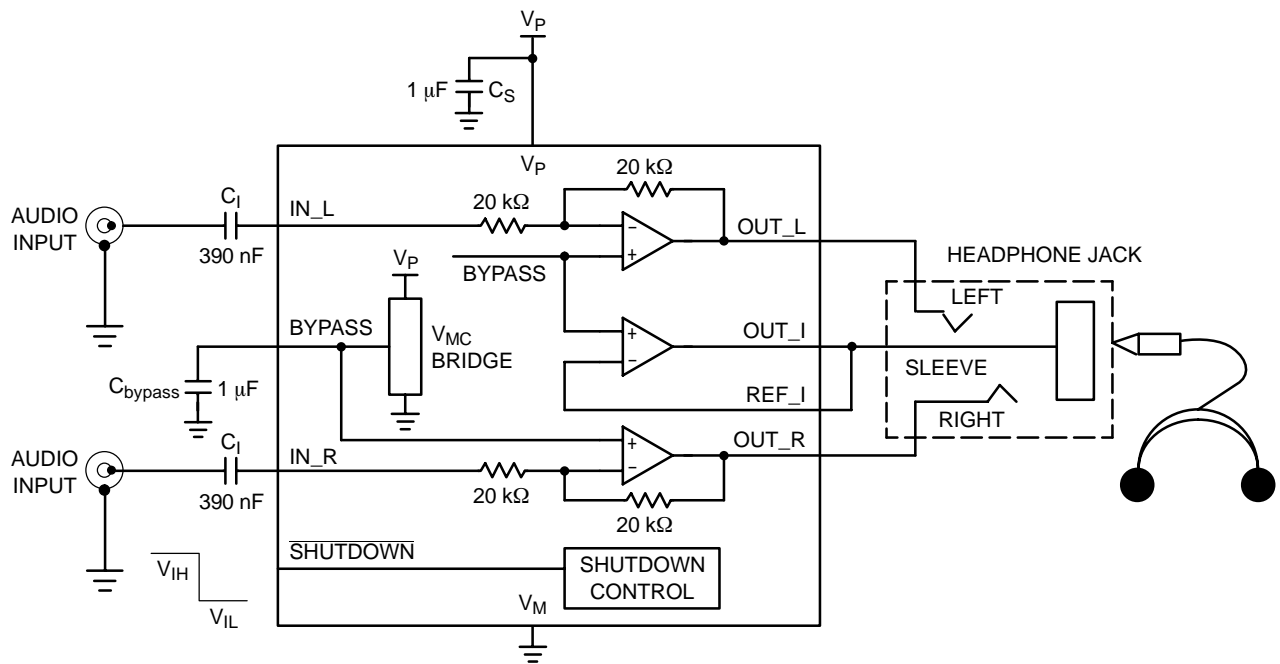 V_P
1 μF C_S
V_P
20 kΩ
20 kΩ
C_I
IN_L
AUDIO
INPUT
390 nF
−
+
OUT_L
BYPASS
V_P
HEADPHONE JACK
LEFT
BYPASS
V_MC
BRIDGE
+
−
OUT_I
SLEEVE
C_bypass 1 μF
REF_I
RIGHT
C_I
IN_R
AUDIO
INPUT
390 nF
+
−
OUT_R
20 kΩ
20 kΩ
SHUTDOWN
SHUTDOWN
CONTROL
V_IH
V_IL
V_M